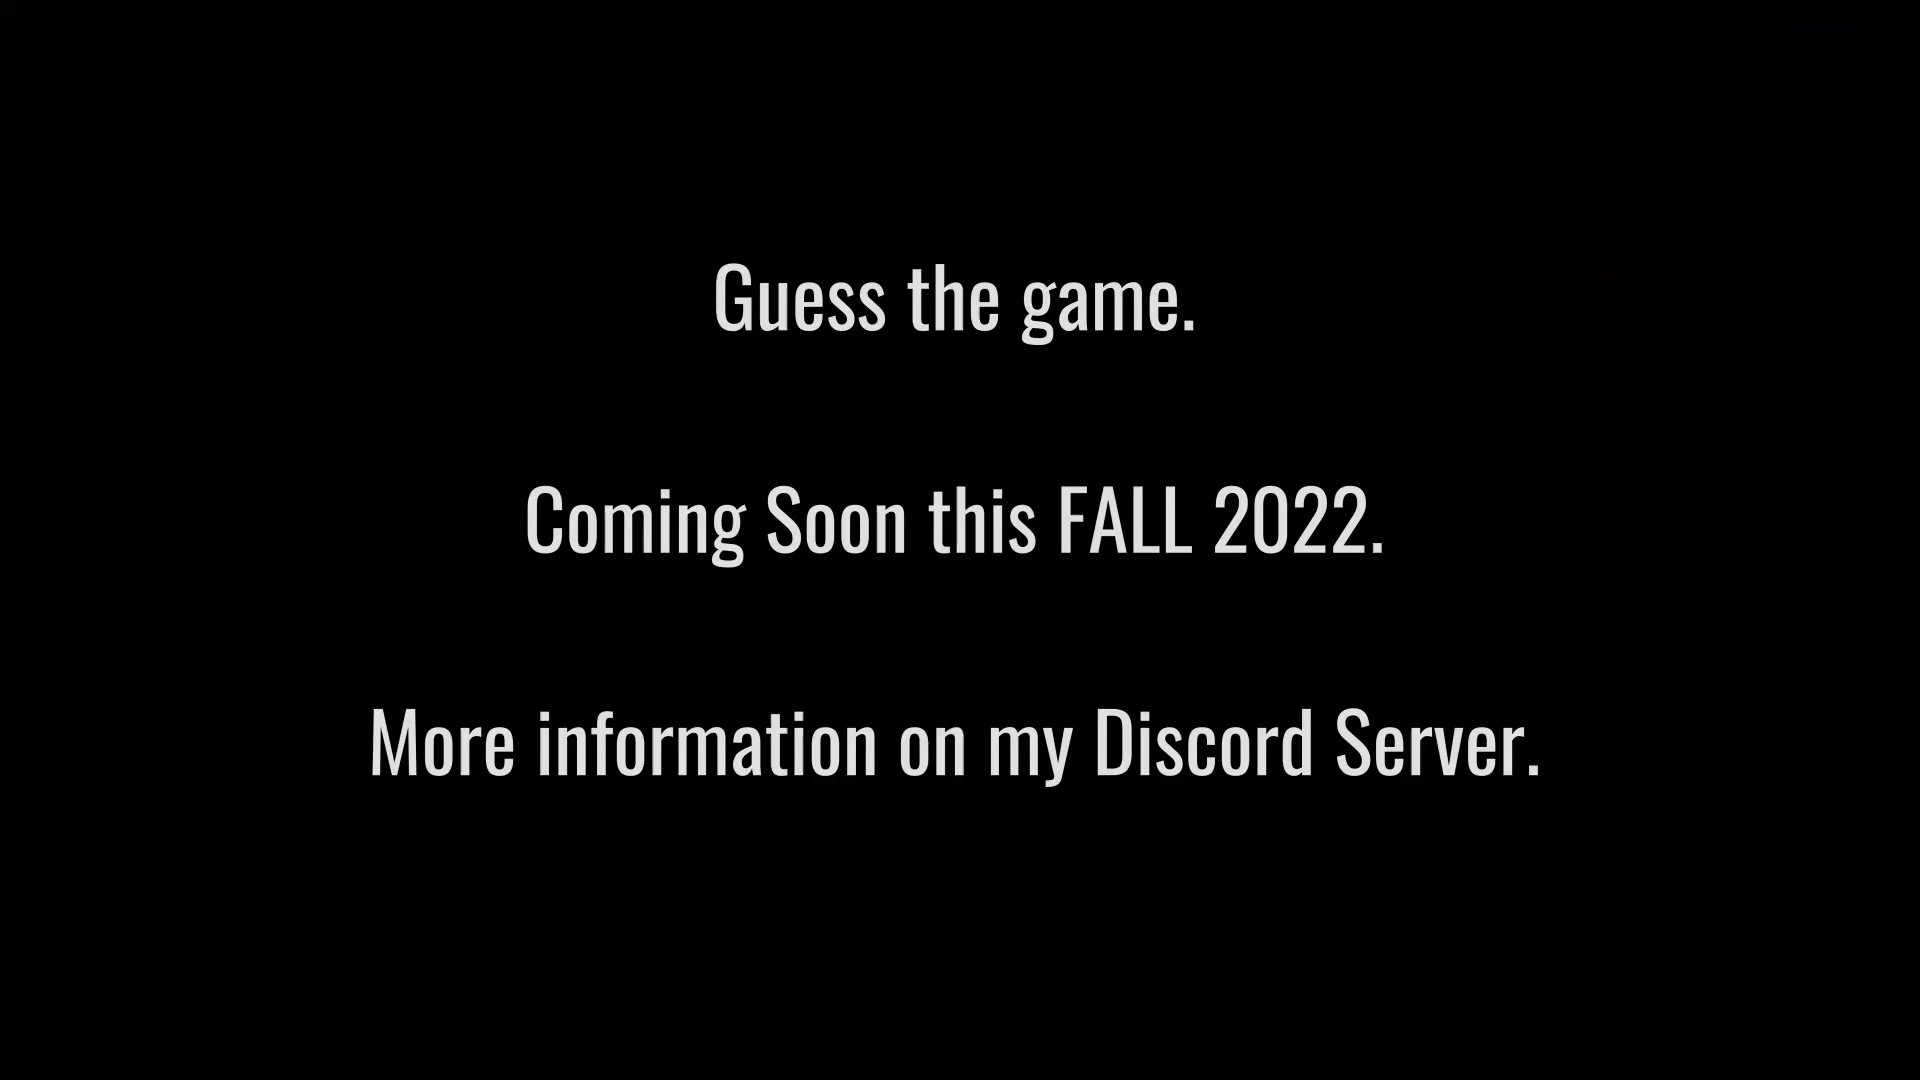 Guess the game.
Coming Soon this FALL 2022.
More information on my Discord Server.